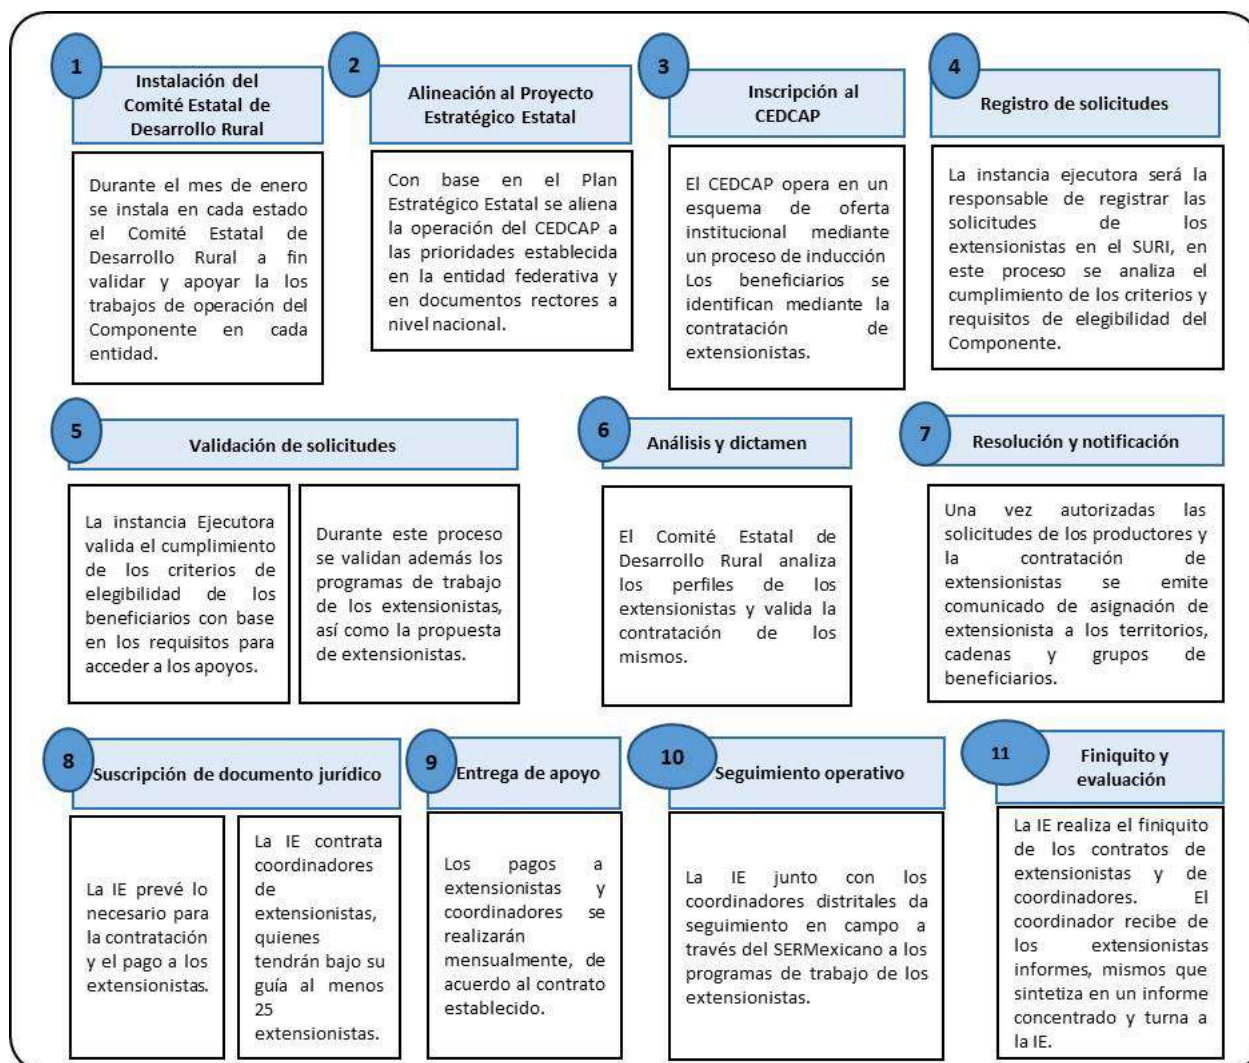 1
Instalación del
Comité Estatal de
Desarrollo Rural
Durante el mes de enero
se instala en cada estado
el Comité Estatal de
Desarrollo Rural a fin
validar y apoyar la los
trabajos de operación del
Componente en cada
entidad.
2
Alineación al Proyecto
Estratégico Estatal
Con base en el Plan
Estratégico Estatal se aliena
la operación del CEDCAP a
las prioridades establecida
en la entidad federativa y
en documentos rectores a
nivel nacional.
3
Inscripción al
CEDCAP
El CEDCAP opera en un
esquema de oferta
institucional mediante
un proceso de inducción
Los beneficiarios se
identifican mediante la
contratación de
extensionistas.
4
Registro de solicitudes
La instancia ejecutora será la
responsable de registrar las
solicitudes de los
extensionistas en el SURI, en
este proceso se analiza el
cumplimiento de los criterios y
requisitos de elegibilidad del
Componente.
5
Validación de solicitudes
La instancia Ejecutora
valida el cumplimiento
de los criterios de
elegibilidad de los
beneficiarios con base
en los requisitos para
acceder a los apoyos.
Durante este proceso
se validan además los
programas de trabajo
de los extensionistas,
así como la propuesta
de extensionistas.
6
Análisis y dictamen
El Comité Estatal de
Desarrollo Rural analiza
los perfiles de los
extensionistas y valida la
contratación de los
mismos.
7
Resolución y notificación
Una vez autorizadas las
solicitudes de los productores y
la contratación de
extensionistas se emite
comunicado de asignación de
extensionista a los territorios,
cadenas y grupos de
beneficiarios.
8
Suscripción de documento jurídico
La IE prevé lo
necesario para
la contratación
y el pago a los
extensionistas.
La IE contrata
coordinadores
de
extensionistas,
quienes
tendrán bajo su
guía al menos
25
extensionistas.
9
Entrega de apoyo
Los pagos a
extensionistas y
coordinadores se
realizarán
mensualmente, de
acuerdo al contrato
establecido.
10
Seguimiento operativo
La IE junto con los
coordinadores distritales da
seguimiento en campo a
través del SERMexicano a los
programas de trabajo de los
extensionistas.
11
Finiquito y
evaluación
La IE realiza el finiquito
de los contratos de
extensionistas y de
coordinadores. El
coordinador recibe de
los extensionistas
informes, mismos que
sintetiza en un informe
concentrado y turna a
la IE.